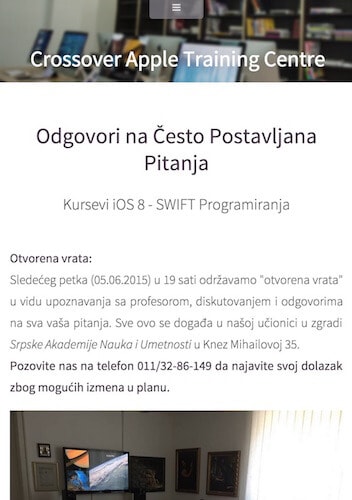 Crossover Apple Training Centre
Odgovori na Često Postavljana
Pitanja
Kursevi iOS 8 - SWIFT Programiranja
Otvorena vrata:
Sledećeg petka (05.06.2015) u 19 sati održavamo "otvorena vrata"
u vidu upoznavanja sa profesorom, diskutovanjem i odgovorima
na sva vaša pitanja. Sve ovo se događa u našoj učionici u zgradi
Srpske Akademije Nauka i Umetnosti u Knez Mihailovoj 35.
Pozovite nas na telefon 011/32-86-149 da najavite svoj dolazak
zbog mogućih izmena u planu.